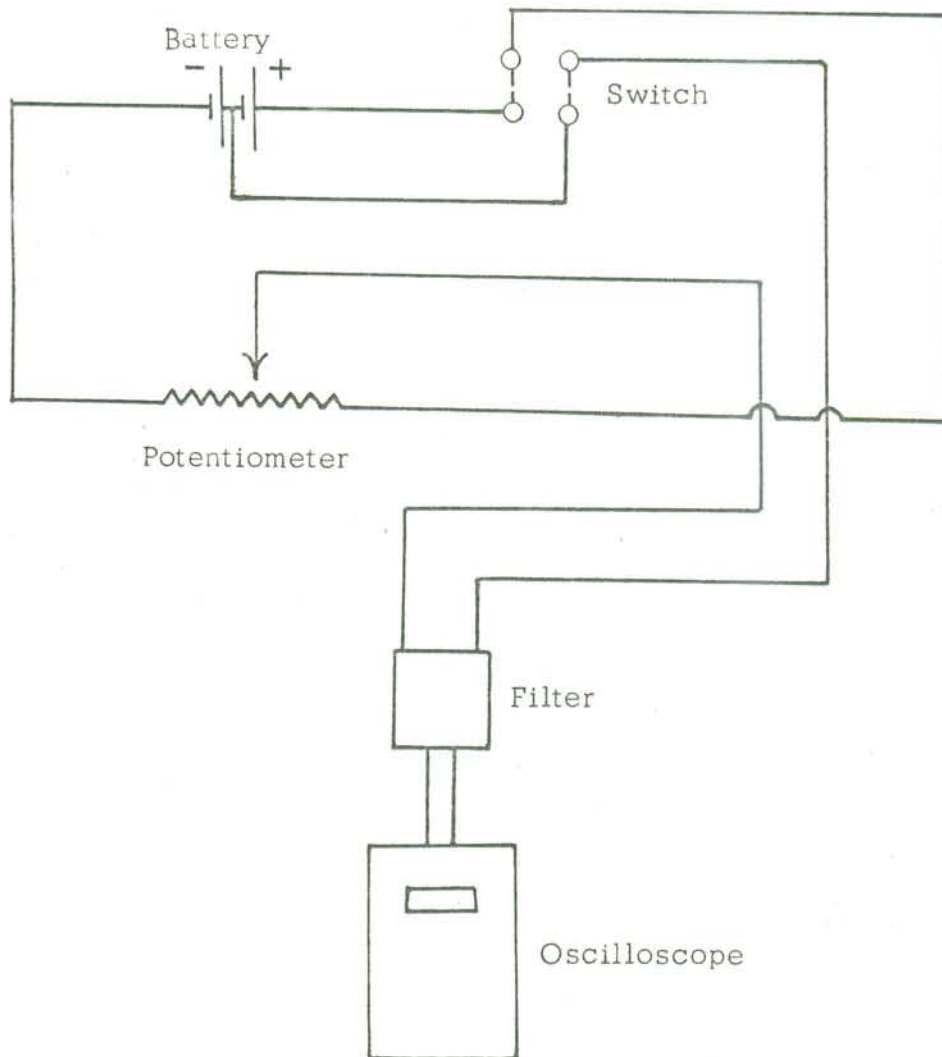 Battery
- +
Switch
Potentiometer
Filter
Oscilloscope